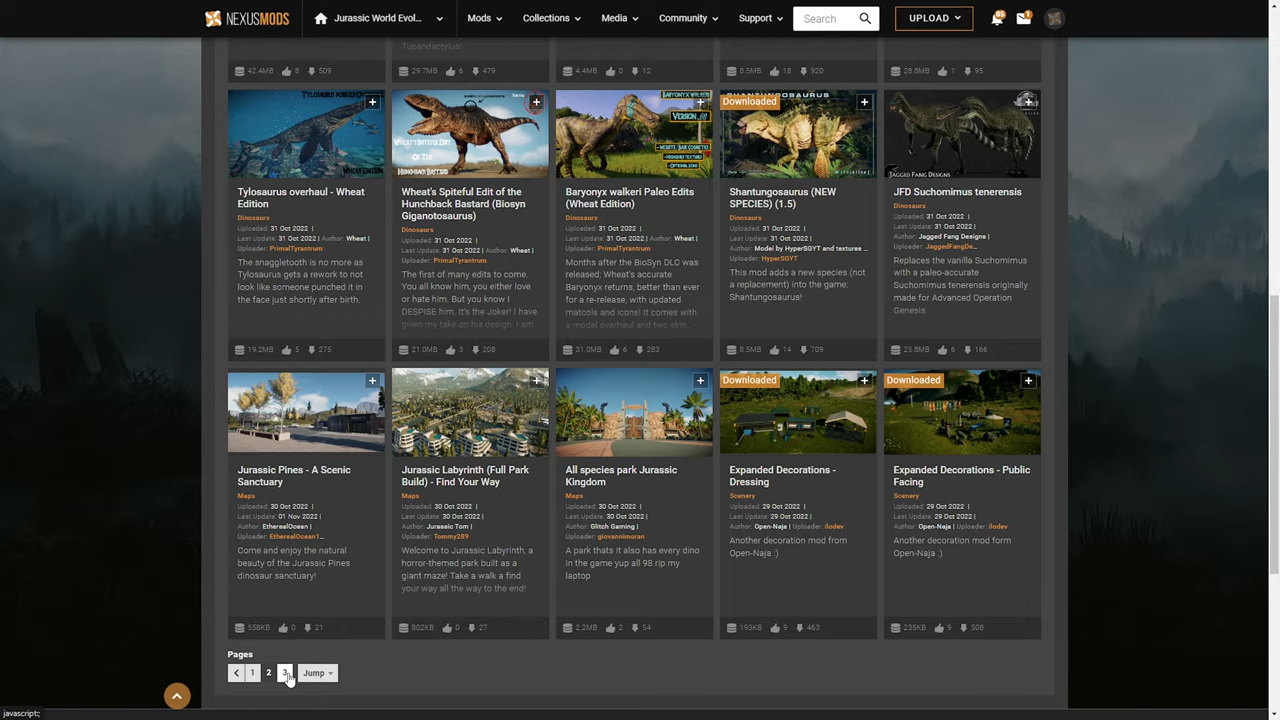 NEXUSMODS
Jurassic World Evol...
Mods
Collections
Media
Community
Support
Search
UPLOAD
85
1
Tupandactylus!
42.4MB 8 509
29.7MB 6 479
4.4MB 0 12
8.5MB 18 920
28.8MB 1 95
Downloaded
Tylosaurus overhaul - Wheat
Edition
Dinosaurs
Uploaded: 31 Oct 2022 |
Last Update: 31 Oct 2022 | Author: Wheat |
Uploader: PrimalTyrantrum
The snaggletooth is no more as
Tylosaurus gets a rework to not
look like someone punched it in
the face just shortly after birth.
19.2MB 5 275
Wheat's Spiteful Edit of the
Hunchback Bastard (Biosyn
Giganotosaurus)
Dinosaurs
Uploaded: 31 Oct 2022 |
Last Update: 31 Oct 2022 | Author: Wheat |
Uploader: PrimalTyrantrum
The first of many edits to come.
You all know him, you either love
or hate him. But you know I
DESPISE him. It's the Joker! I have
given my take on his design. I am
21.0MB 3 208
Baryonyx walkeri Paleo Edits
(Wheat Edition)
Dinosaurs
Uploaded: 31 Oct 2022 |
Last Update: 31 Oct 2022 | Author: Wheat |
Uploader: PrimalTyrantrum
Months after the BioSyn DLC was
released; Wheat's accurate
Baryonyx returns, better than ever
for a re-release, with updated
matcols and icons! It comes with
a model overhaul and two skin...
31.0MB 6 283
Shantungosaurus (NEW
SPECIES) (1.5)
Dinosaurs
Uploaded: 31 Oct 2022 |
Last Update: 31 Oct 2022 |
Author: Model by HyperSGYT and textures ...
Uploader: HyperSGYT
This mod adds a new species (not
a replacement) into the game:
Shantungosaurus!
8.5MB 14 709
JAGGED FANG DESIGNS
JFD Suchomimus tenerensis
Dinosaurs
Uploaded: 31 Oct 2022 |
Last Update: 31 Oct 2022 |
Author: Jagged Fang Designs |
Uploader: JaggedFangDe...
Replaces the vanilla Suchomimus
with a paleo-accurate
Suchomimus tenerensis originally
made for Advanced Operation
Genesis.
25.8MB 6 166
Jurassic Pines - A Scenic
Sanctuary
Maps
Uploaded: 30 Oct 2022 |
Last Update: 01 Nov 2022 |
Author: EtherealOcean |
Uploader: EtherealOcean1...
Come and enjoy the natural
beauty of the Jurassic Pines
dinosaur sanctuary!
558KB 0 21
Jurassic Labyrinth (Full Park
Build) - Find Your Way
Maps
Uploaded: 30 Oct 2022 |
Last Update: 30 Oct 2022 |
Author: Jurassic Tom |
Uploader: Tommy289
Welcome to Jurassic Labyrinth, a
horror-themed park built as a
giant maze! Take a walk a find
your way all the way to the end!
802KB 0 27
All species park Jurassic
Kingdom
Maps
Uploaded: 30 Oct 2022 |
Last Update: 30 Oct 2022 |
Author: Glitch Gaming |
Uploader: giovannimoran
A park thats it also has every dino
in the game yup all 98 rip my
laptop
2.2MB 2 54
Downloaded
Expanded Decorations -
Dressing
Scenery
Uploaded: 29 Oct 2022 |
Last Update: 29 Oct 2022 |
Author: Open-Naja | Uploader: ilodev
Another decoration mod from
Open-Naja :)
193KB 9 463
Downloaded
Expanded Decorations - Public
Facing
Scenery
Uploaded: 29 Oct 2022 |
Last Update: 29 Oct 2022 |
Author: Open-Naja | Uploader: ilodev
Another decoration mod form
Open-Naja :)
235KB 9 508
Pages
1 2 3 Jump
javascript:;